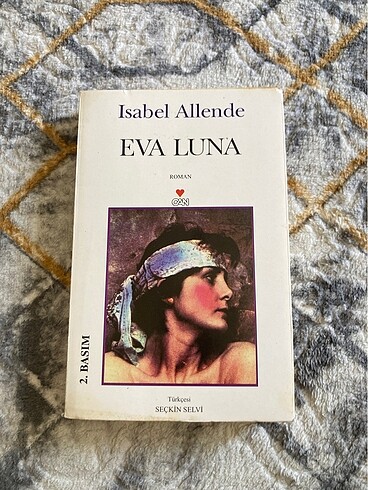 Isabel Allende
EVA LUNA
ROMAN
CAN
2. BASIM
Türkçesi
SEÇKİN SELVİ